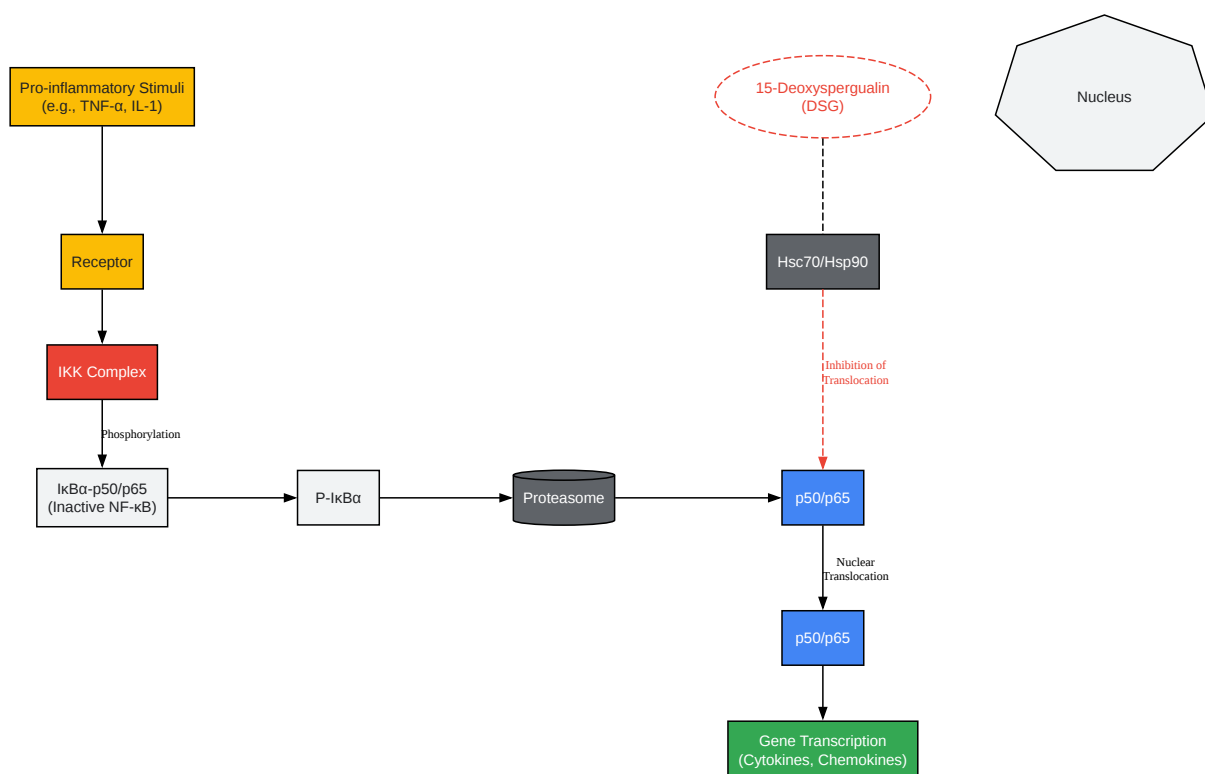 Pro-inflammatory Stimuli
(e.g., TNF-α, IL-1)
15-Deoxyspergualin
(DSG)
Nucleus
Receptor
Hsc70/Hsp90
IKK Complex
Inhibition of
Translocation
Phosphorylation
IκBα-p50/p65
(Inactive NF-κB)
P-IκBα
Proteasome
p50/p65
Nuclear
Translocation
p50/p65
Gene Transcription
(Cytokines, Chemokines)